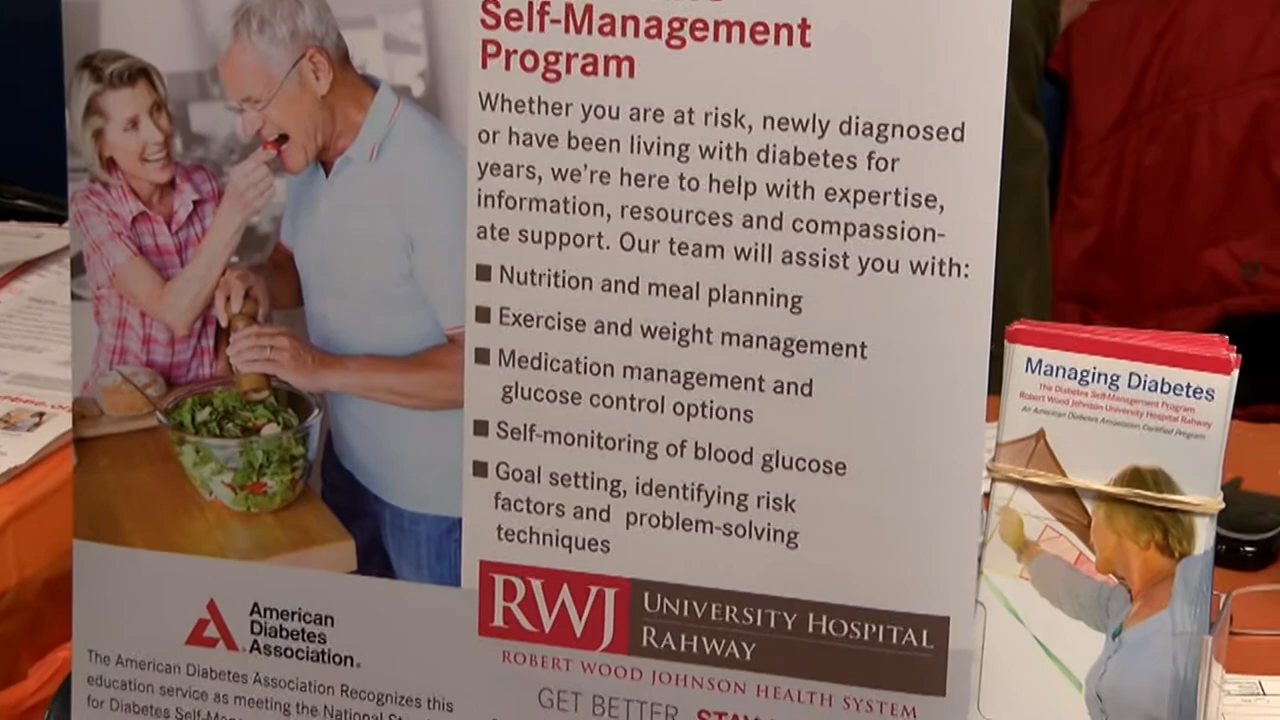 Self-Management
Program
Whether you are at risk, newly diagnosed
or have been living with diabetes for
years, we're here to help with expertise,
information, resources and compassion-
ate support. Our team will assist you with:
Nutrition and meal planning
Exercise and weight management
Medication management and
glucose control options
Self-monitoring of blood glucose
Goal setting, identifying risk
factors and problem-solving
techniques
RWJ
UNIVERSITY HOSPITAL
RAHWAY
ROBERT WOOD JOHNSON HEALTH SYSTEM
GET BETTER
American
Diabetes
Association.
The American Diabetes Association Recognizes this
education service as meeting the National
for Diabetes
Managing Diabetes
The Diabetes Self-Management Program
Robert Wood Johnson University Hospital Rahway
An American Diabetes Association Certified Program